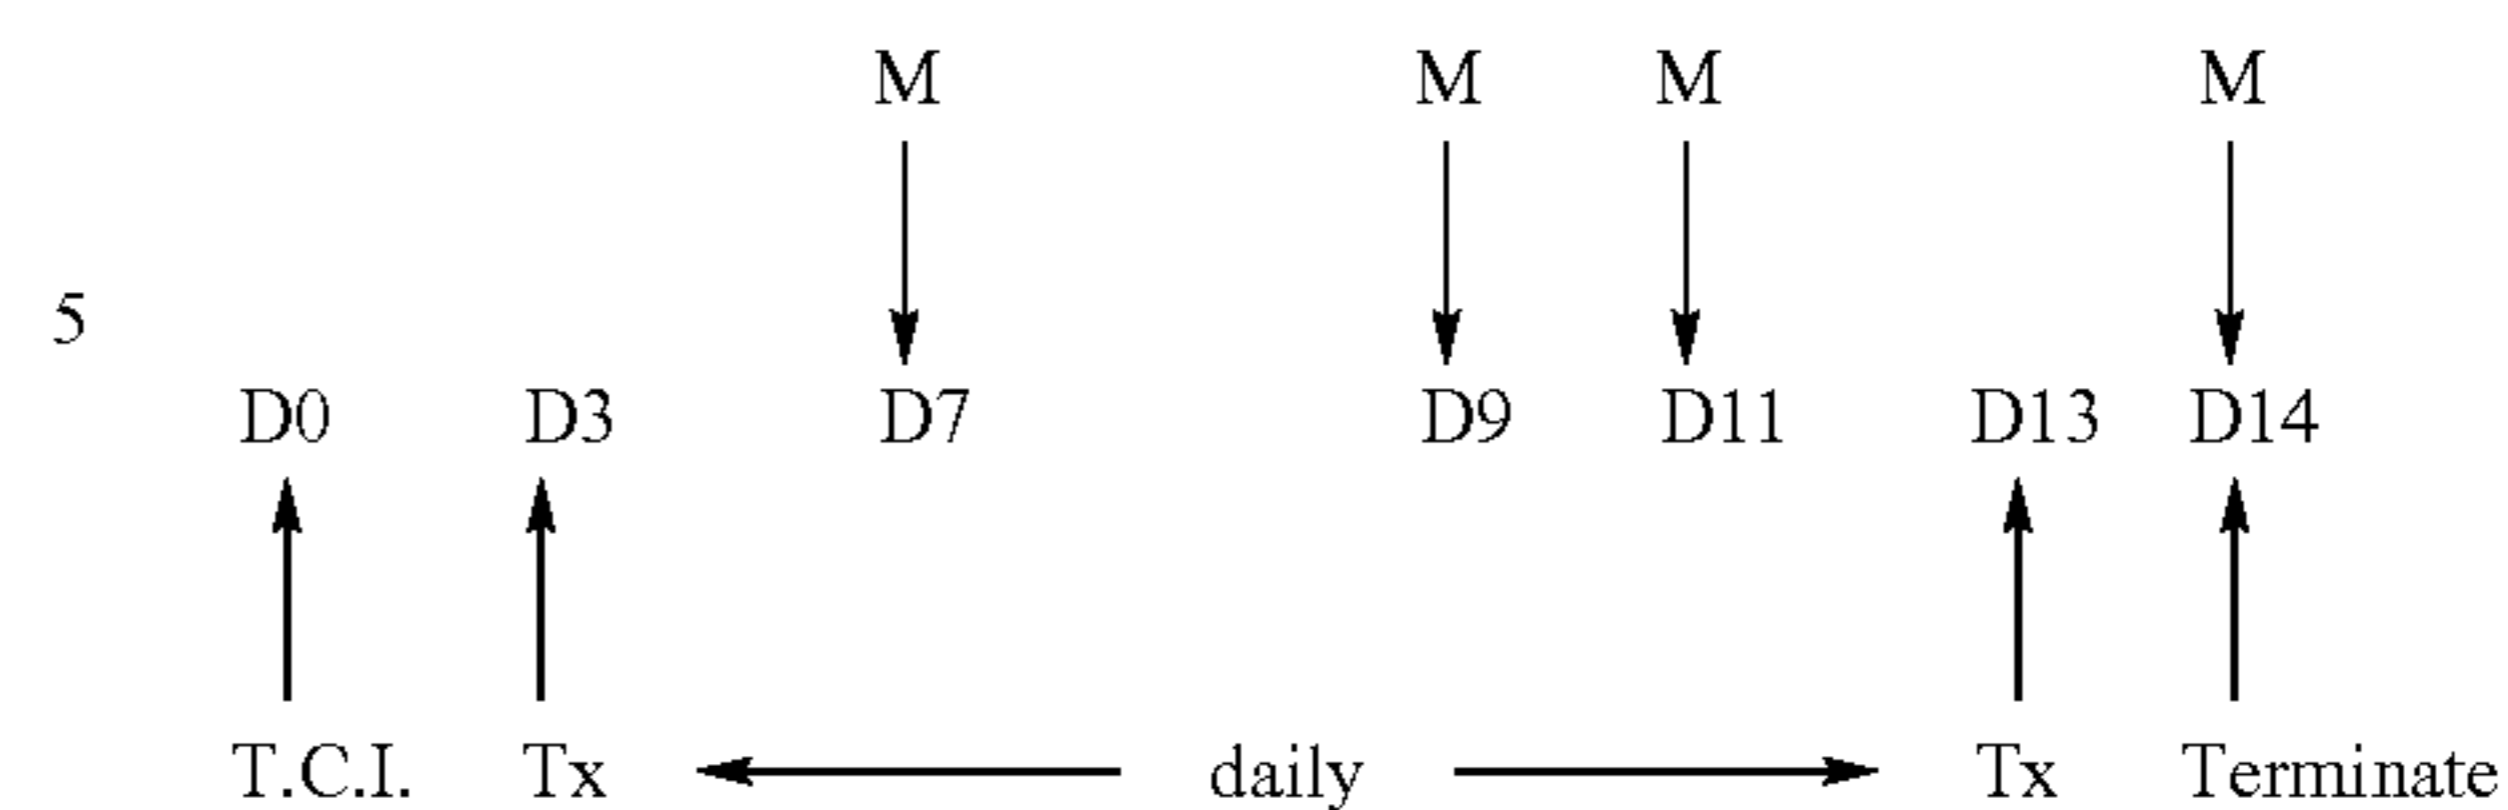 M M M M
5
D0 D3 D7 D9 D11 D13 D14
T.C.I. Tx daily Tx Terminate